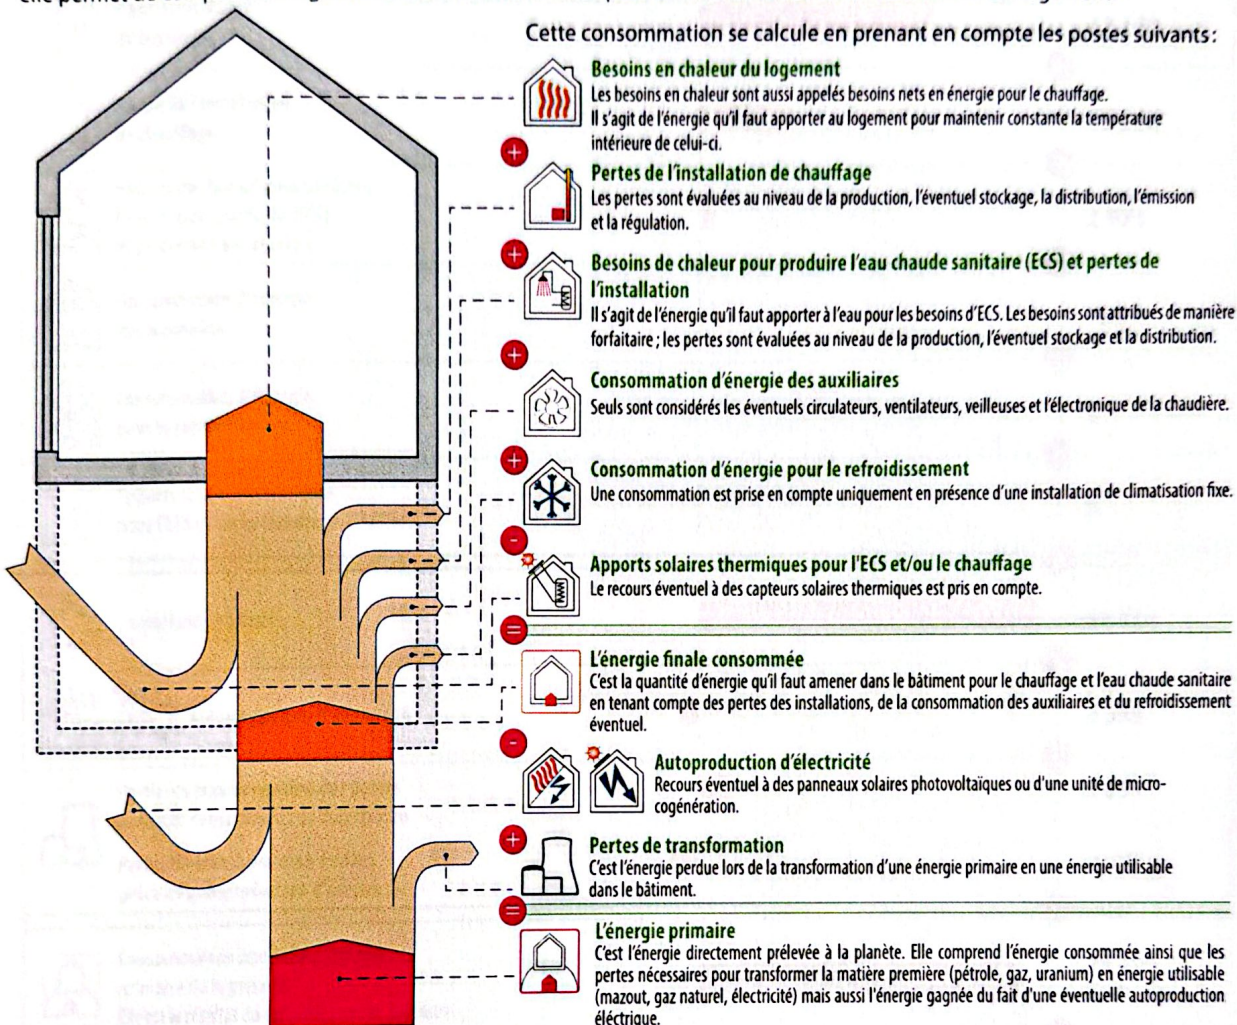 Cette consommation se calcule en prenant en compte les postes suivants :
Besoins en chaleur du logement
Les besoins en chaleur sont aussi appelés besoins nets en énergie pour le chauffage.
Il s'agit de l'énergie qu'il faut apporter au logement pour maintenir constante la température
intérieure de celui-ci.
+
Pertes de l'installation de chauffage
Les pertes sont évaluées au niveau de la production, l'éventuel stockage, la distribution, l'émission
et la régulation.
+
Besoins de chaleur pour produire l'eau chaude sanitaire (ECS) et pertes de
l'installation
Il s'agit de l'énergie qu'il faut apporter à l'eau pour les besoins d'ECS. Les besoins sont attribués de manière
forfaitaire ; les pertes sont évaluées au niveau de la production, l'éventuel stockage et la distribution.
+
Consommation d'énergie des auxiliaires
Seuls sont considérés les éventuels circulateurs, ventilateurs, veilleuses et l'électronique de la chaudière.
+
Consommation d'énergie pour le refroidissement
Une consommation est prise en compte uniquement en présence d'une installation de climatisation fixe.
-
Apports solaires thermiques pour l'ECS et/ou le chauffage
Le recours éventuel à des capteurs solaires thermiques est pris en compte.
=
L'énergie finale consommée
C'est la quantité d'énergie qu'il faut amener dans le bâtiment pour le chauffage et l'eau chaude sanitaire
en tenant compte des pertes des installations, de la consommation des auxiliaires et du refroidissement
éventuel.
-
Autoproduction d'électricité
Recours éventuel à des panneaux solaires photovoltaïques ou d'une unité de micro-
cogénération.
+
Pertes de transformation
C'est l'énergie perdue lors de la transformation d'une énergie primaire en une énergie utilisable
dans le bâtiment.
=
L'énergie primaire
C'est l'énergie directement prélevée à la planète. Elle comprend l'énergie consommée ainsi que les
pertes nécessaires pour transformer la matière première (pétrole, gaz, uranium) en énergie utilisable
(mazout, gaz naturel, électricité) mais aussi l'énergie gagnée du fait d'une éventuelle autoproduction
éléctrique.